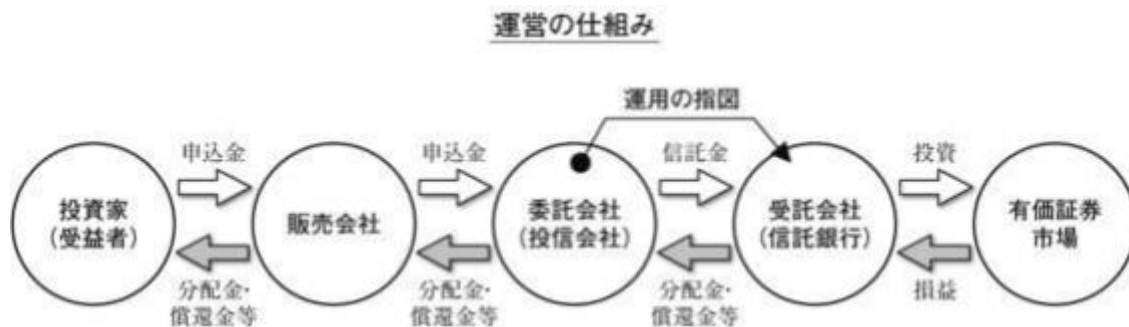 運営の仕組み
運用の指図
申込金
申込金
信託金
投資
投資家
(受益者)
販売会社
委託会社
(投信会社)
受託会社
(信託銀行)
有価証券
市場
分配金・
償還金等
分配金・
償還金等
分配金・
償還金等
損益